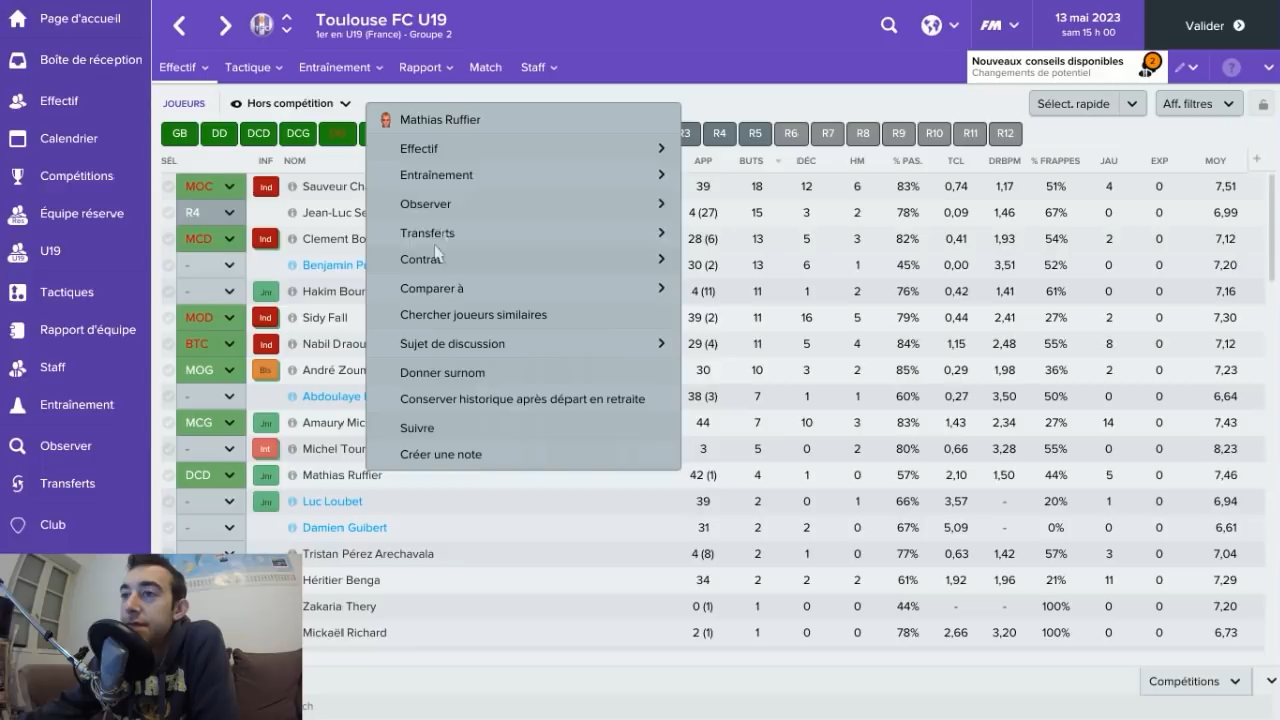 Page d'accueil
Boîte de réception
Effectif
Calendrier
Compétitions
Équipe réserve
U19
Tactiques
Rapport d'équipe
Staff
Entraînement
Observer
Transferts
Club
Toulouse FC U19
1er en U19 (France) - Groupe 2
FM
13 mai 2023
sam 15 h 00
Valider
Effectif Tactique Entraînement Rapport Match Staff
Nouveaux conseils disponibles
Changements de potentiel
2
JOUEURS Hors compétition Sélect. rapide Aff. filtres
GB DD DCD DCG R3 R4 R5 R6 R7 R8 R9 R10 R11 R12
SÉL INF NOM APP BUTS DÉC HM % PAS. TCL DRBPM % FRAPPES JAU EXP MOY
MOC Ind Sauveur Ch 39 18 12 6 83% 0,74 1,17 51% 4 0 7,51
R4 Jean-Luc Se 4 (27) 15 3 2 78% 0,09 1,46 67% 0 0 6,99
MCD Ind Clement Bo 28 (6) 13 5 3 82% 0,41 1,93 54% 2 0 7,12
- Benjamin Pr 30 (2) 13 6 1 45% 0,00 3,51 52% 2 0 7,20
- Jnr Hakim Bour 4 (11) 11 1 2 76% 0,42 1,41 61% 2 0 7,16
MOD Ind Sidy Fall 39 (2) 11 16 5 79% 0,44 2,41 27% 2 0 7,30
BTC Ind Nabil Draou 29 (4) 11 5 4 84% 1,15 2,48 55% 8 0 7,12
MOG Bls André Zoun 30 10 3 2 85% 0,29 1,98 36% 2 0 7,23
- Abdoulaye 38 (3) 7 1 1 60% 0,27 3,50 50% 0 0 6,64
MCG Jnr Amaury Mic 44 7 10 3 83% 1,43 2,34 27% 14 0 7,43
- Int Michel Tour 3 5 0 2 80% 0,66 3,28 55% 0 0 8,23
DCD Jnr Mathias Ruffier 42 (1) 4 1 0 57% 2,10 1,50 44% 5 0 7,46
- Jnr Luc Loubet 39 2 0 1 66% 3,57 - 20% 1 0 6,94
- Damien Guibert 31 2 2 0 67% 5,09 - 0% 2 0 6,61
Tristan Pérez Arechavala 4 (8) 2 1 0 77% 0,63 1,42 57% 3 0 7,04
Héritier Benga 34 2 2 2 61% 1,92 1,96 21% 11 0 7,29
Zakaria Thery 0 (1) 1 0 0 44% - - 100% 0 0 7,20
Mickaël Richard 2 (1) 1 0 0 78% 2,66 3,20 100% 0 0 6,73
Mathias Ruffier
Effectif
Entraînement
Observer
Transferts
Contrat
Comparer à
Chercher joueurs similaires
Sujet de discussion
Donner surnom
Conserver historique après départ en retraite
Suivre
Créer une note
Compétitions